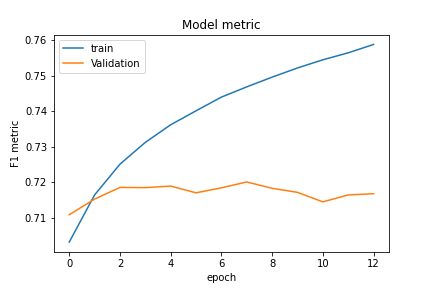 Model metric
train
Validation
F1 metric
0.76
0.75
0.74
0.73
0.72
0.71
0 2 4 6 8 10 12
epoch